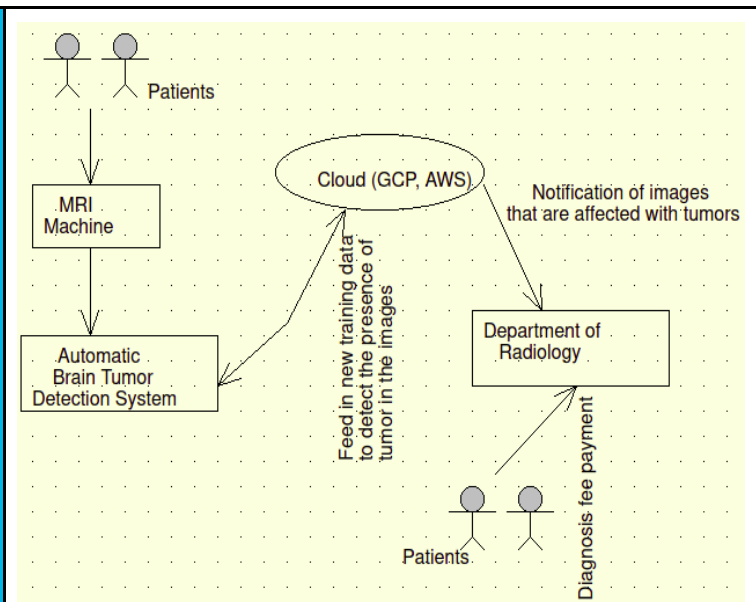 Patients
MRI
Machine
Automatic
Brain Tumor
Detection System
Cloud (GCP, AWS)
Feed in new training data
to detect the presence of
tumor in the images
Notification of images
that are affected with tumors
Department of
Radiology
Patients
Diagnosis fee payment